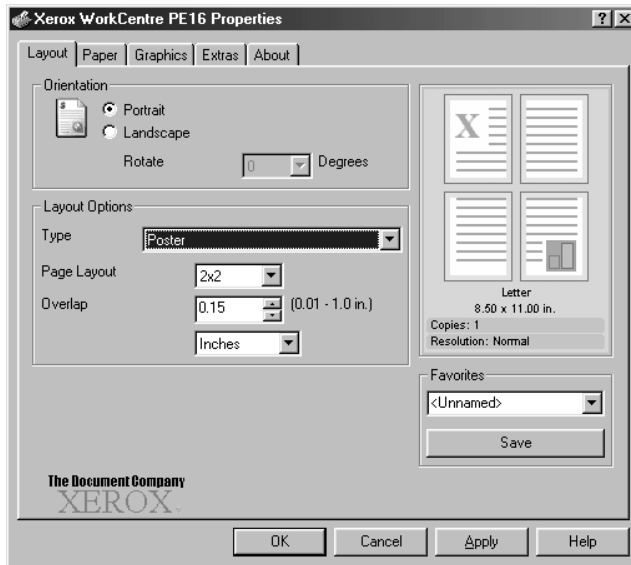 Xerox WorkCentre PE16 Properties
Layout
Paper
Graphics
Extras
About
Orientation
Portrait
Landscape
Rotate
0
Degrees
Layout Options
Type
Poster
Page Layout
2x2
Overlap
0.15
(0.01 - 1.0 in.)
Inches
X
Letter
8.50 x 11.00 in.
Copies: 1
Resolution: Normal
Favorites
<Unnamed>
Save
The Document Company
XEROX
OK
Cancel
Apply
Help